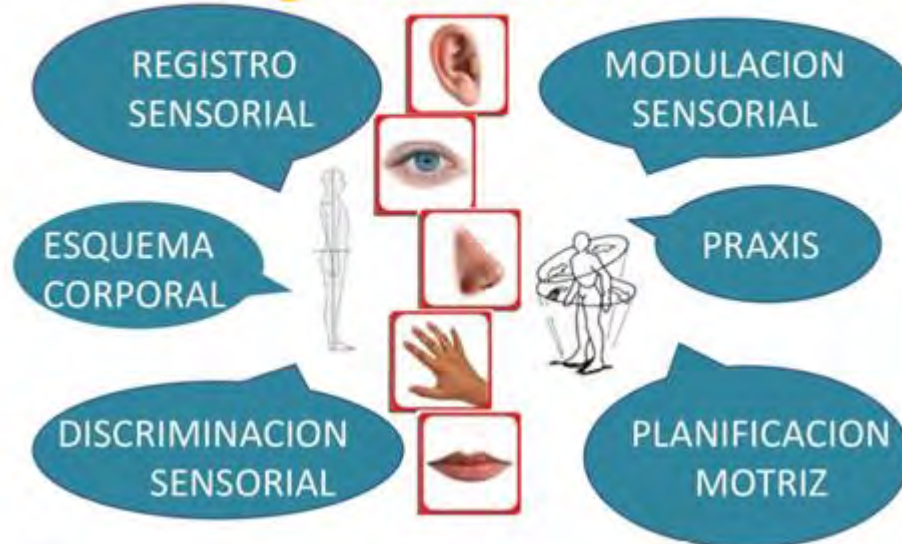 REGISTRO
SENSORIAL
MODULACION
SENSORIAL
ESQUEMA
CORPORAL
PRAXIS
DISCRIMINACION
SENSORIAL
PLANIFICACION
MOTRIZ